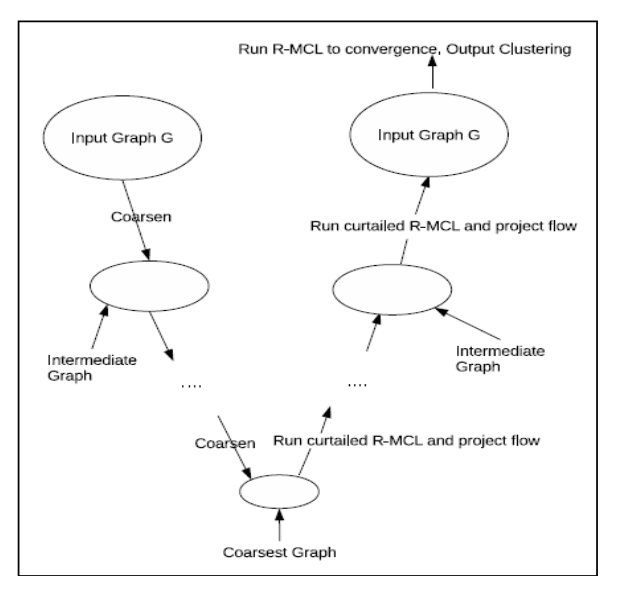 Run R-MCL to convergence, Output Clustering
Input Graph G
Input Graph G
Coarsen
Run curtailed R-MCL and project flow
Intermediate
Graph
Intermediate
Graph
....
....
Coarsen
Run curtailed R-MCL and project flow
Coarsest Graph